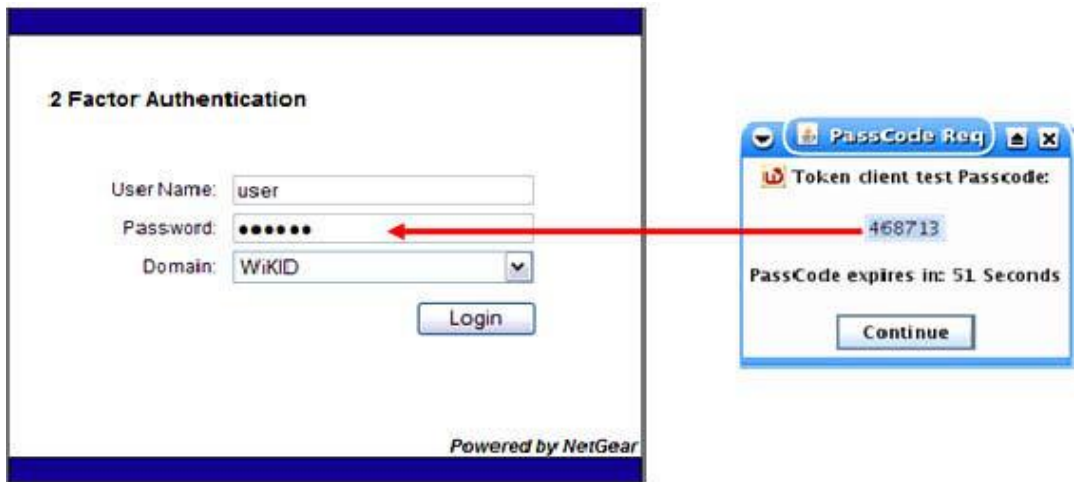 2 Factor Authentication
User Name: user
Password: ••••••
Domain: WiKID
Login
Powered by NetGear
PassCode Req
Token client test Passcode:
468713
PassCode expires in: 51 Seconds
Continue